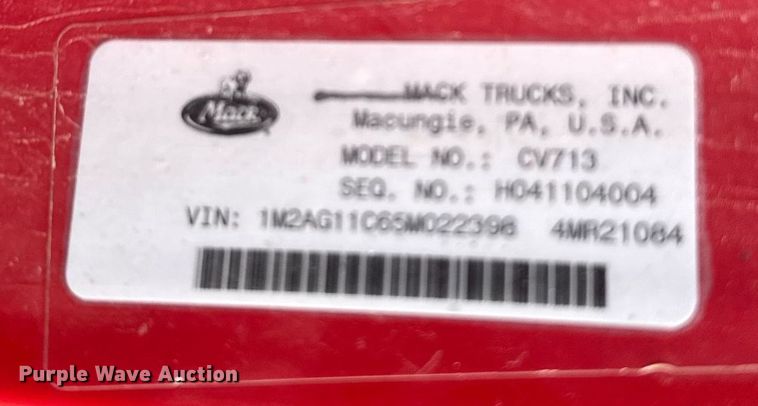 Mack
MACK TRUCKS, INC.
Macungie, PA, U.S.A.
MODEL NO.: CV713
SEQ. NO.: H041104004
VIN: 1M2AG11C65M022398 4MR21084
Purple Wave Auction